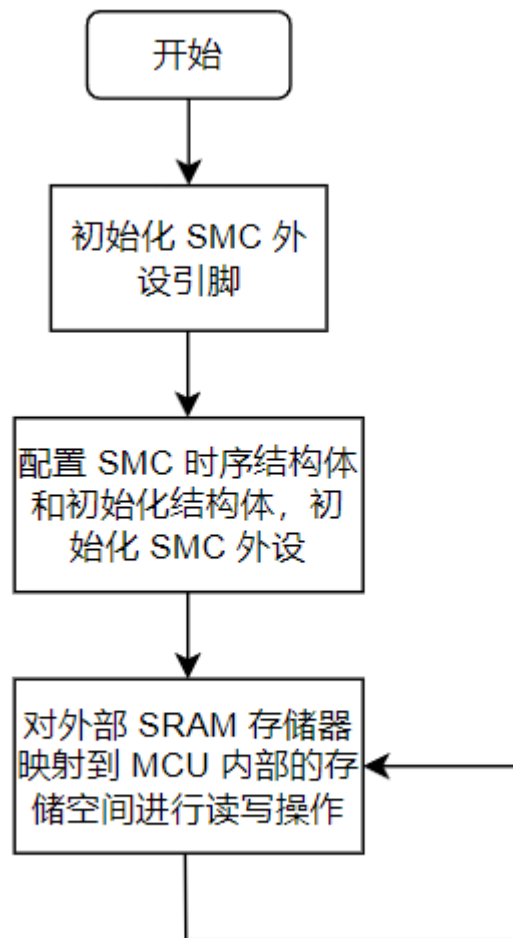 开始
初始化 SMC 外
设引脚
配置 SMC 时序结构体
和初始化结构体，初
始化 SMC 外设
对外部 SRAM 存储器
映射到 MCU 内部的存
储空间进行读写操作